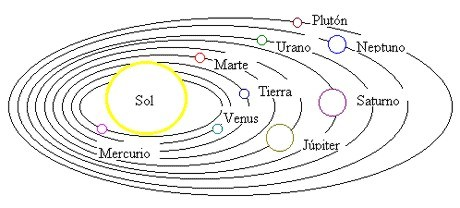 Plutón
Urano
Neptuno
Marte
Tierra
Sol
Saturno
Venus
Júpiter
Mercurio